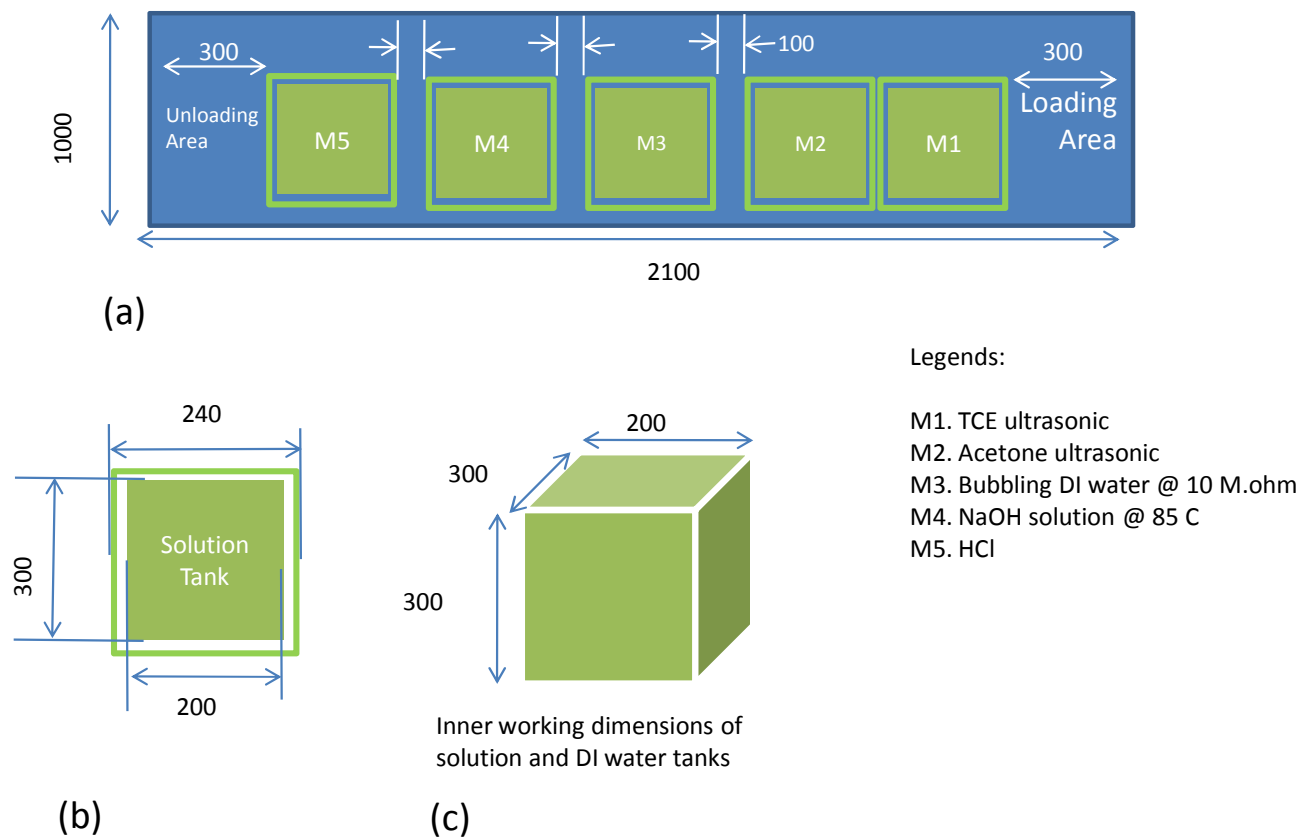 300
100
300
Unloading
Area
Loading
Area
M5
M4
M3
M2
M1
1000
2100
(a)
240
300
Solution
Tank
200
(b)
200
300
300
Inner working dimensions of
solution and DI water tanks
(c)
Legends:
M1. TCE ultrasonic
M2. Acetone ultrasonic
M3. Bubbling DI water @ 10 M.ohm
M4. NaOH solution @ 85 C
M5. HCl